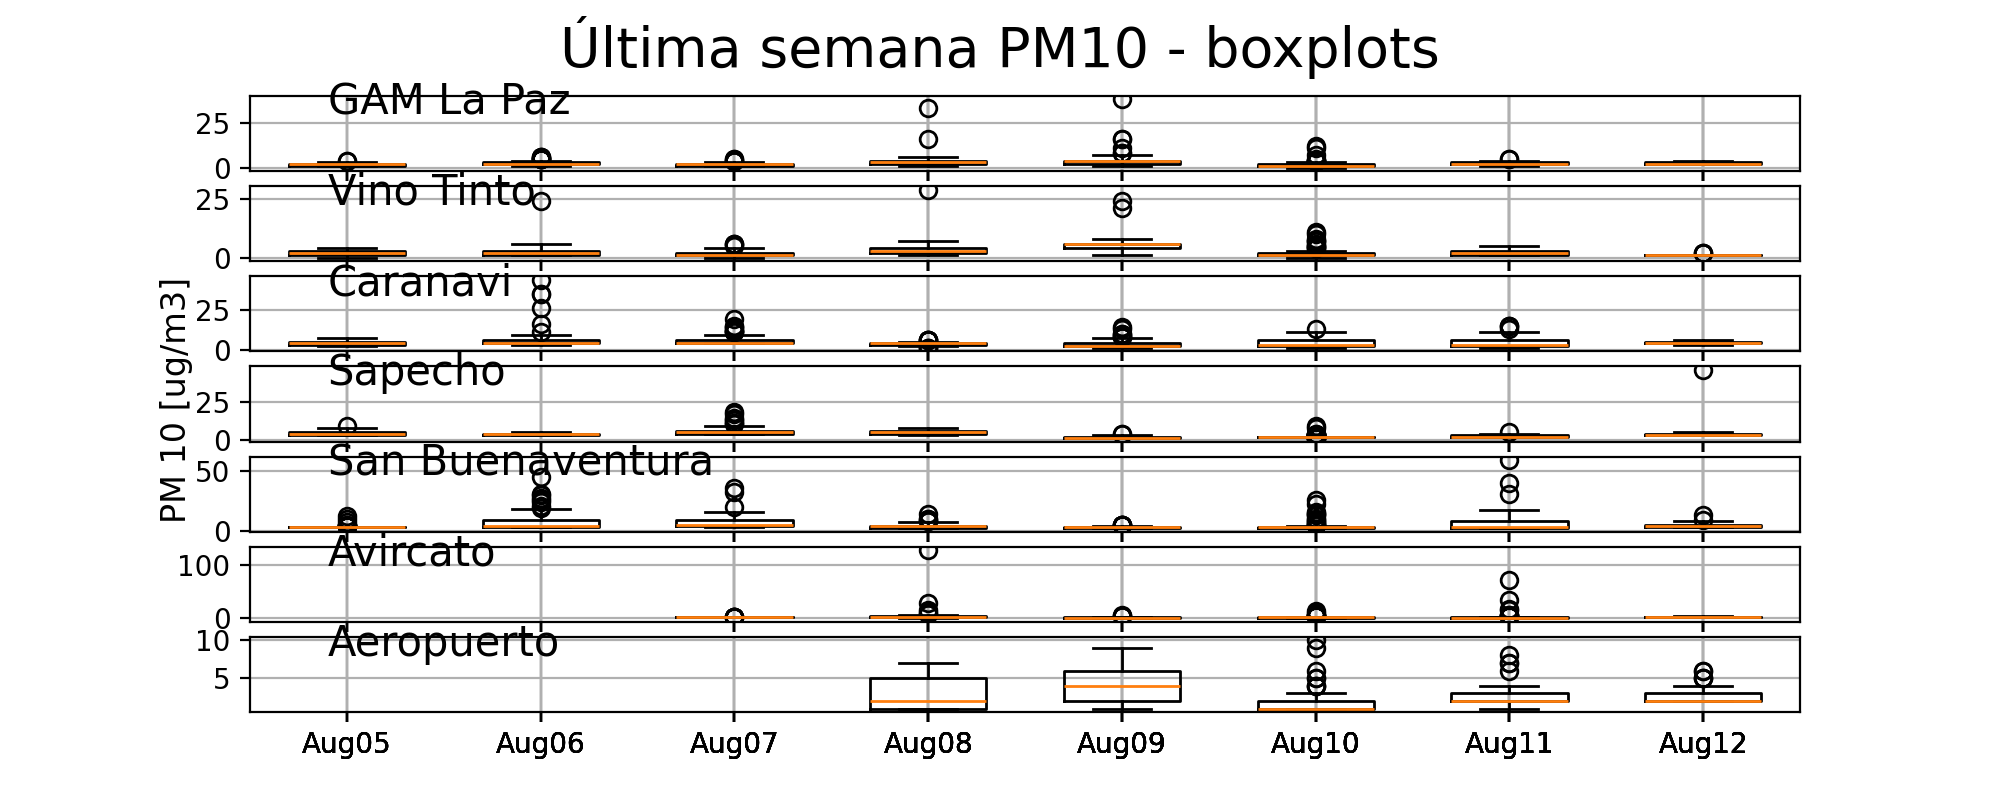 Última semana PM10 - boxplots
GAM La Paz
25
0
Vino Tinto
25
0
Caranavi
25
0
Sapecho
25
0
San Buenaventura
50
0
Avircato
100
0
Aeropuerto
10
5
PM 10 [ug/m3]
Aug05 Aug06 Aug07 Aug08 Aug09 Aug10 Aug11 Aug12